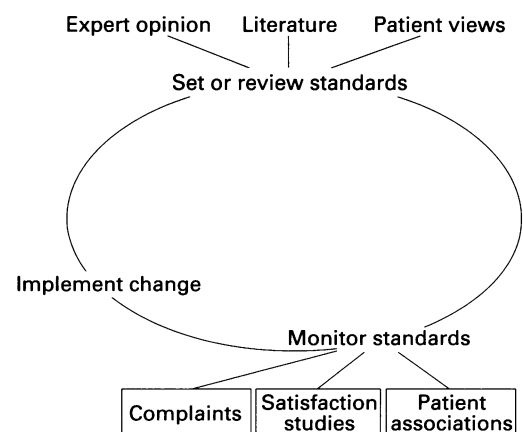 Expert opinion Literature Patient views
Set or review standards
Implement change
Monitor standards
Complaints
Satisfaction
studies
Patient
associations